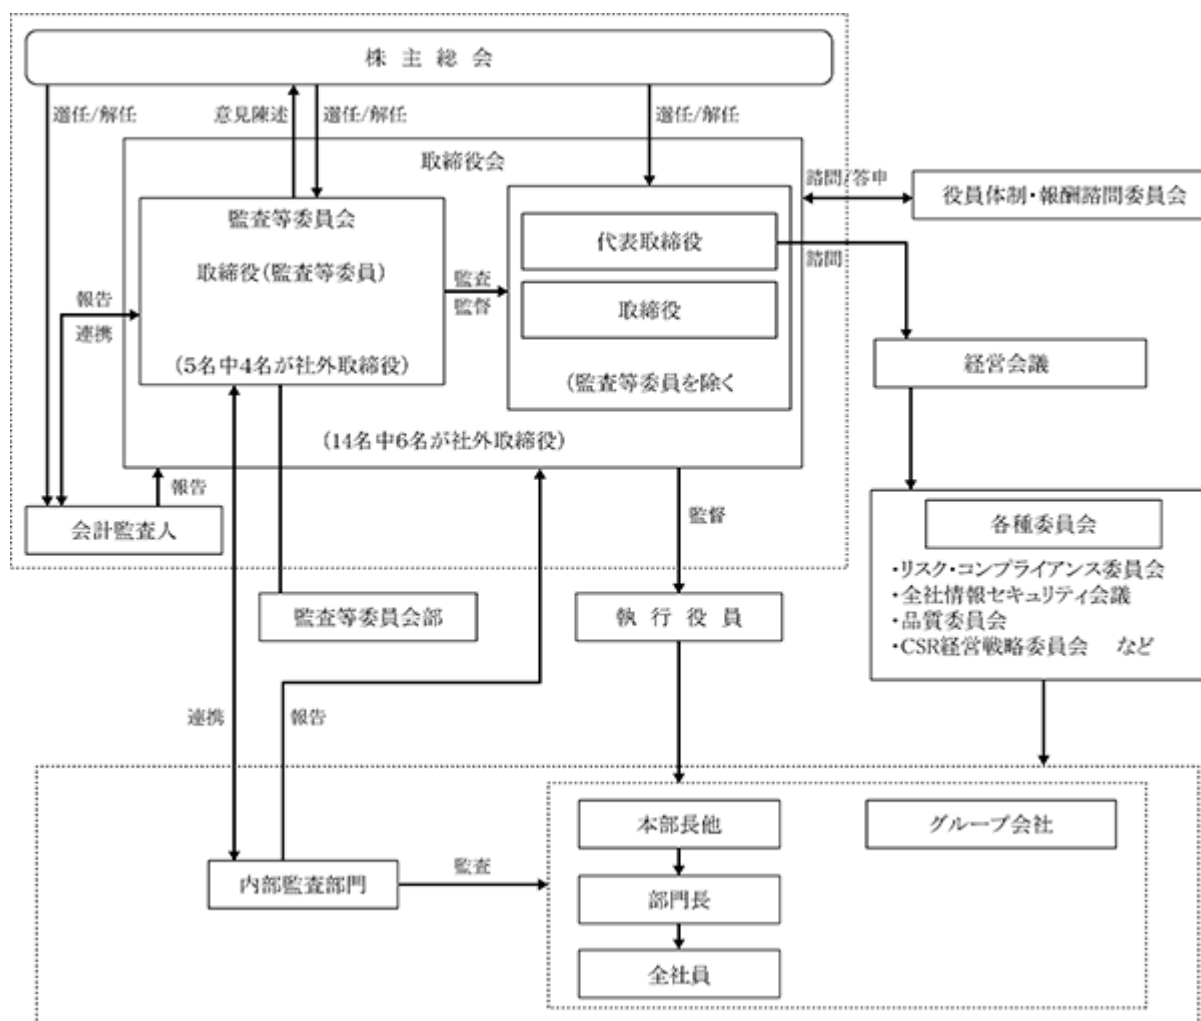 株 主 総 会
選任/解任
意見陳述
選任/解任
選任/解任
取締役会
諮問/答申
役員体制・報酬諮問委員会
監査等委員会
取締役(監査等委員)
(5名中4名が社外取締役)
監査
監督
代表取締役
取締役
(監査等委員を除く
諮問
報告
連携
経営会議
(14名中6名が社外取締役)
報告
会計監査人
監督
各種委員会
・リスク・コンプライアンス委員会
・全社情報セキュリティ会議
・品質委員会
・CSR経営戦略委員会 など
監査等委員会部
執 行 役 員
連携
報告
本部長他
グループ会社
内部監査部門
監査
部門長
全社員